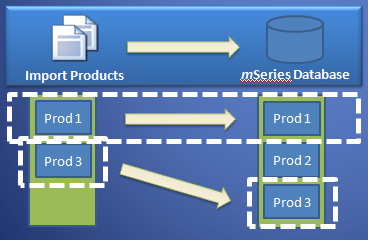 Import Products
mSeries Database
Prod 1
Prod 1
Prod 3
Prod 2
Prod 3